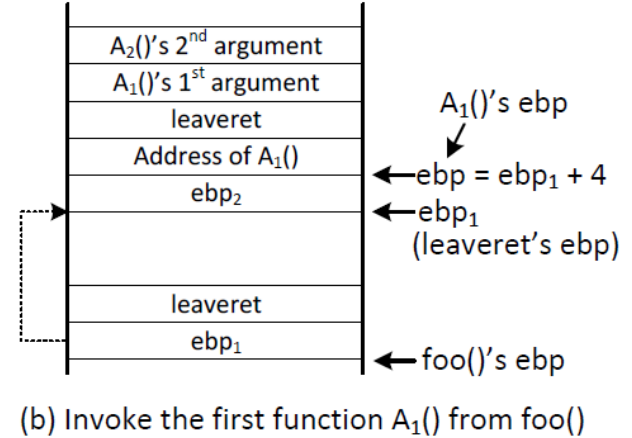 A₂()'s 2ⁿᵈ argument
A₁()'s 1ˢᵗ argument
leaveret
Address of A₁()
ebp₂
leaveret
ebp₁
A₁()'s ebp
ebp = ebp₁ + 4
ebp₁
(leaveret's ebp)
foo()'s ebp
(b) Invoke the first function A₁() from foo()